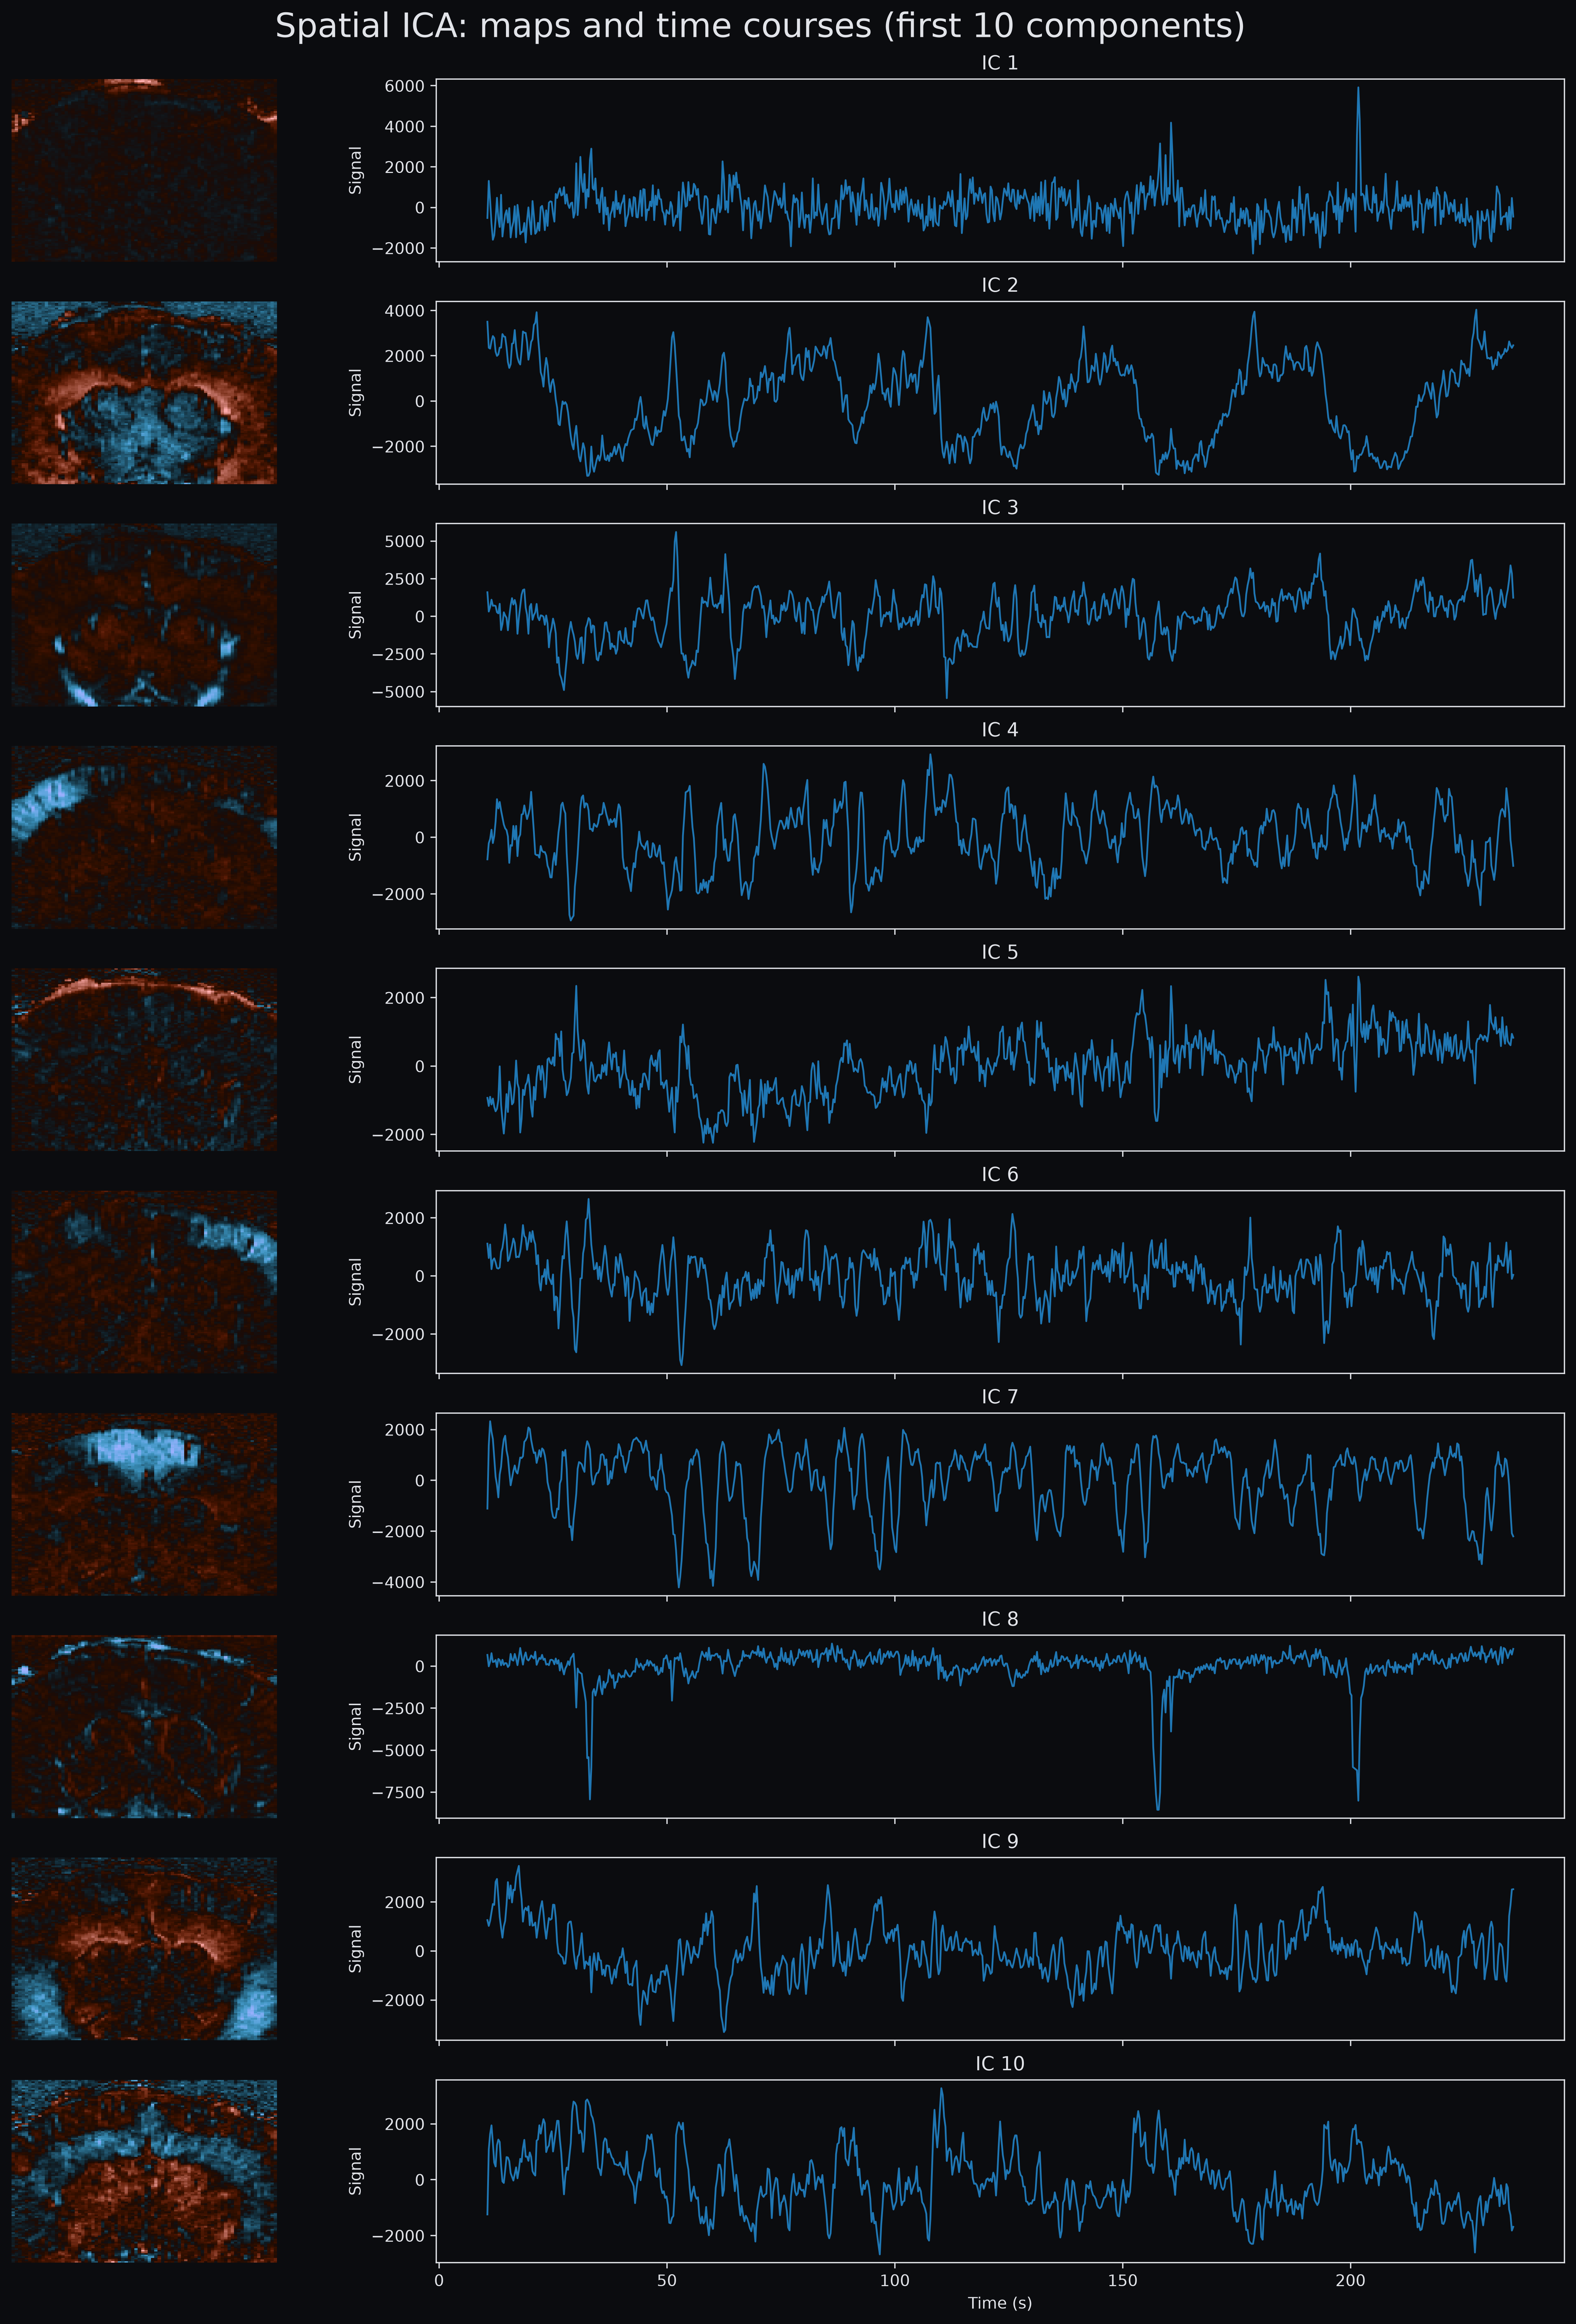 Spatial ICA: maps and time courses (first 10 components)
IC 1
6000
4000
2000
0
−2000
Signal
IC 2
4000
2000
0
−2000
Signal
IC 3
5000
2500
0
−2500
−5000
Signal
IC 4
2000
0
−2000
Signal
IC 5
2000
0
−2000
Signal
IC 6
2000
0
−2000
Signal
IC 7
2000
0
−2000
−4000
Signal
IC 8
0
−2500
−5000
−7500
Signal
IC 9
2000
0
−2000
Signal
IC 10
2000
0
−2000
Signal
0 50 100 150 200
Time (s)